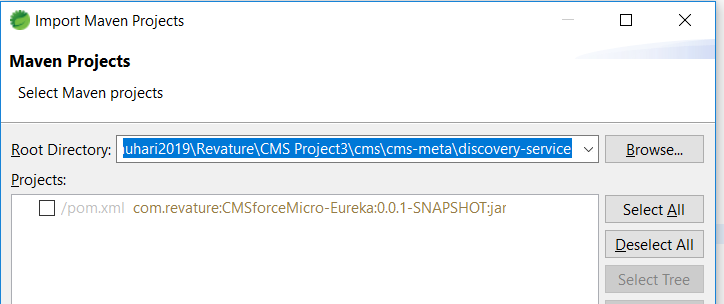 Import Maven Projects
Maven Projects
Select Maven projects
Root Directory: uhari2019\Revature\CMS Project3\cms\cms-meta\discovery-service Browse...
Projects:
/pom.xml com.revature:CMSforceMicro-Eureka:0.0.1-SNAPSHOT:jar
Select All
Deselect All
Select Tree